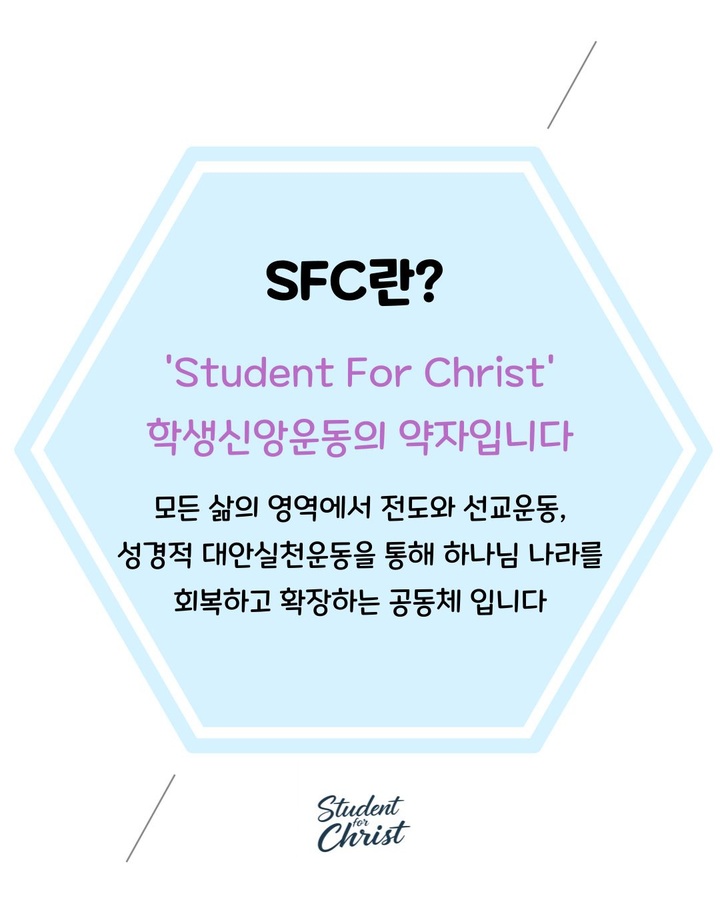 SFC란?
'Student For Christ'
학생신앙운동의 약자입니다
모든 삶의 영역에서 전도와 선교운동,
성경적 대안실천운동을 통해 하나님 나라를
회복하고 확장하는 공동체 입니다
Student
for
Christ